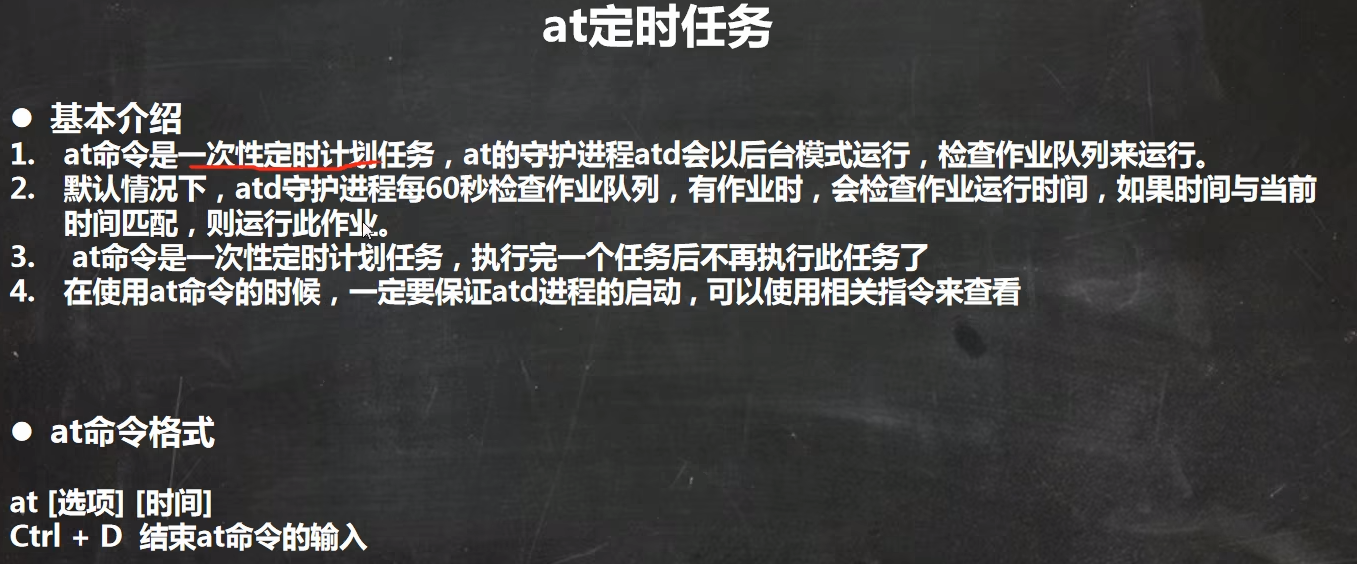 at定时任务
● 基本介绍
1. at命令是一次性定时计划任务，at的守护进程atd会以后台模式运行，检查作业队列来运行。
2. 默认情况下，atd守护进程每60秒检查作业队列，有作业时，会检查作业运行时间，如果时间与当前
时间匹配，则运行此作业。
3. at命令是一次性定时计划任务，执行完一个任务后不再执行此任务了
4. 在使用at命令的时候，一定要保证atd进程的启动，可以使用相关指令来查看
● at命令格式
at [选项] [时间]
Ctrl + D 结束at命令的输入